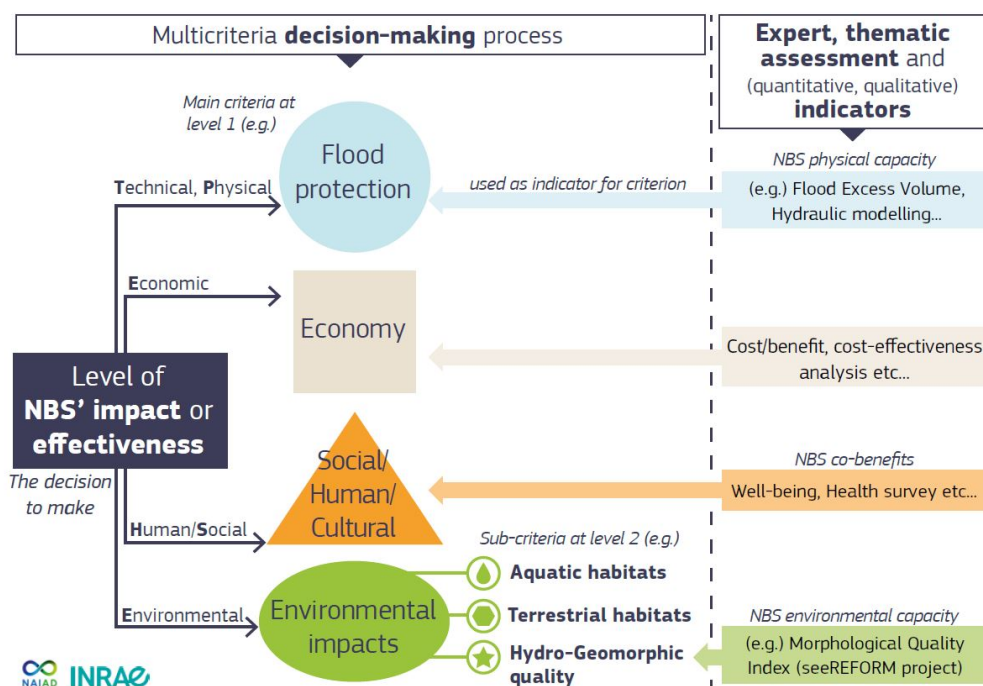 Multicriteria decision-making process
Expert, thematic
assessment and
(quantitative, qualitative)
indicators
Main criteria at
level 1 (e.g.)
Flood
protection
Technical, Physical
used as indicator for criterion
NBS physical capacity
(e.g.) Flood Excess Volume,
Hydraulic modelling...
Economic
Economy
Cost/benefit, cost-effectiveness
analysis etc...
Level of
NBS' impact or
effectiveness
The decision
to make
Social/
Human/
Cultural
NBS co-benefits
Well-being, Health survey etc...
Human/Social
Sub-criteria at level 2 (e.g.)
Aquatic habitats
Environmental
Environmental
impacts
Terrestrial habitats
Hydro-Geomorphic
quality
NBS environmental capacity
(e.g.) Morphological Quality
Index (seeREFORM project)
NAIAD
INRAE